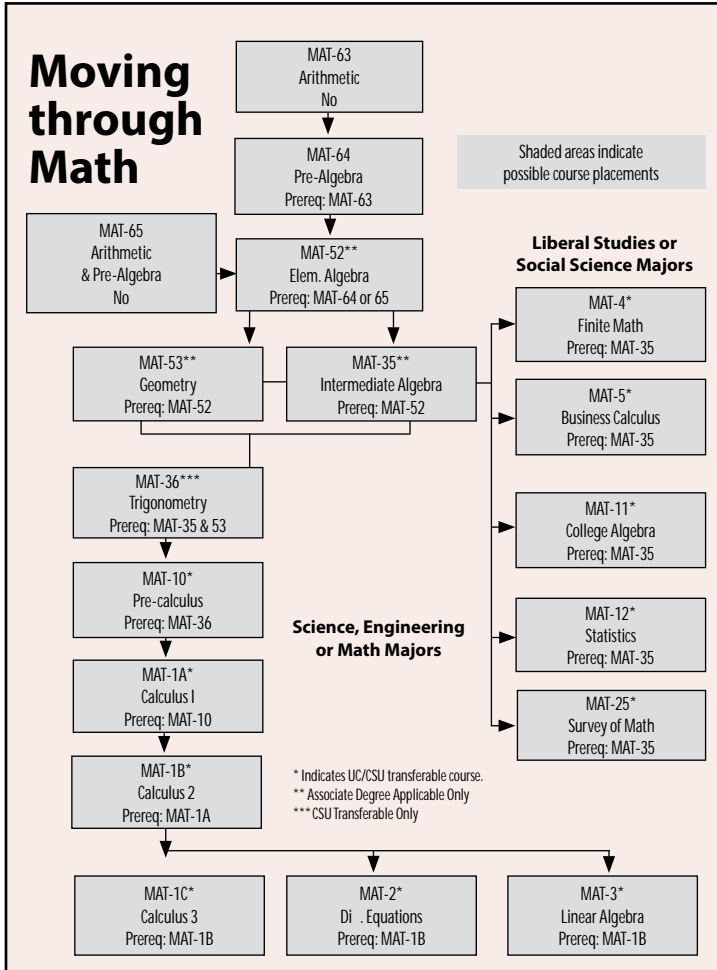 Moving
through
Math
MAT-63
Arithmetic
No
MAT-64
Pre-Algebra
Prereq: MAT-63
Shaded areas indicate
possible course placements
MAT-65
Arithmetic
& Pre-Algebra
No
MAT-52**
Elem. Algebra
Prereq: MAT-64 or 65
Liberal Studies or
Social Science Majors
MAT-4*
Finite Math
Prereq: MAT-35
MAT-53**
Geometry
Prereq: MAT-52
MAT-35**
Intermediate Algebra
Prereq: MAT-52
MAT-5*
Business Calculus
Prereq: MAT-35
MAT-36***
Trigonometry
Prereq: MAT-35 & 53
MAT-11*
College Algebra
Prereq: MAT-35
MAT-10*
Pre-calculus
Prereq: MAT-36
Science, Engineering
or Math Majors
MAT-12*
Statistics
Prereq: MAT-35
MAT-1A*
Calculus I
Prereq: MAT-10
MAT-25*
Survey of Math
Prereq: MAT-35
MAT-1B*
Calculus 2
Prereq: MAT-1A
* Indicates UC/CSU transferable course.
** Associate Degree Applicable Only
*** CSU Transferable Only
MAT-1C*
Calculus 3
Prereq: MAT-1B
MAT-2*
Di . Equations
Prereq: MAT-1B
MAT-3*
Linear Algebra
Prereq: MAT-1B